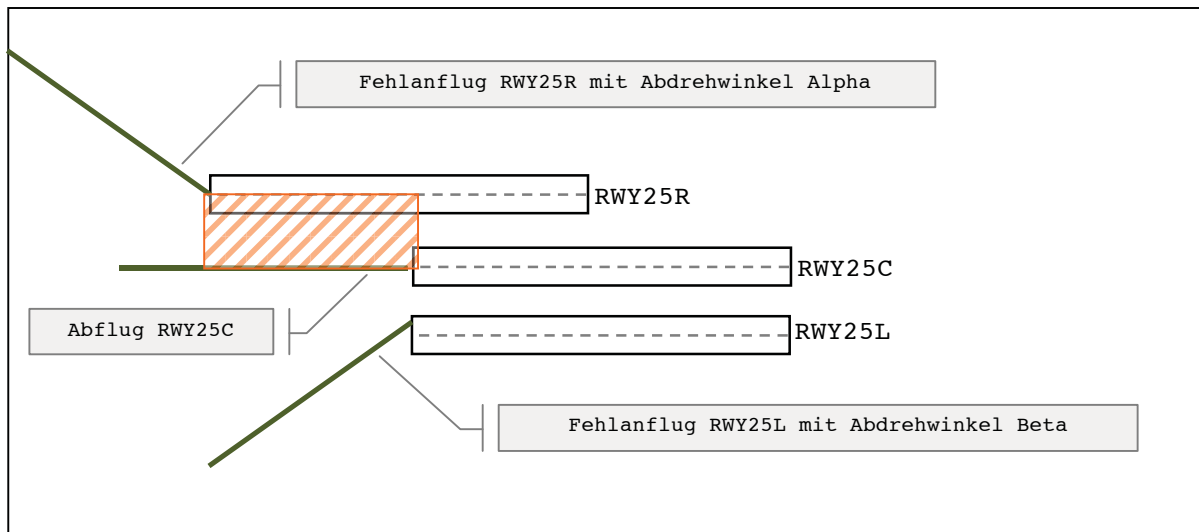 Fehlanflug RWY25R mit Abdrehwinkel Alpha
RWY25R
RWY25C
Abflug RWY25C
RWY25L
Fehlanflug RWY25L mit Abdrehwinkel Beta